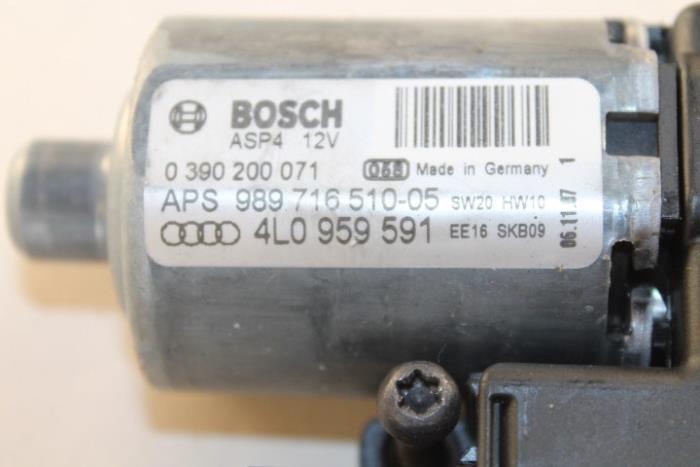 BOSCH
ASP4 12V
0 390 200 071 Made in Germany
APS 989 716 510-05 SW20 HW10
4L0 959 591 EE16 SKB09
06.11.07 1